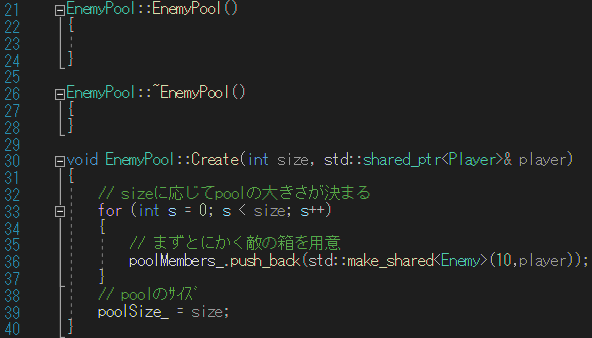 21 EnemyPool::EnemyPool()
22 {
23
24 }
25
26 EnemyPool::~EnemyPool()
27 {
28 }
29
30 void EnemyPool::Create(int size, std::shared_ptr<Player>& player)
31 {
32 // sizeに応じてpoolの大きさが決まる
33 for (int s = 0; s < size; s++)
34 {
35 // まずとにかく敵の箱を用意
36 poolMembers_.push_back(std::make_shared<Enemy>(10,player));
37 }
38 // poolのｻｲｽﾞ
39 poolSize_ = size;
40 }